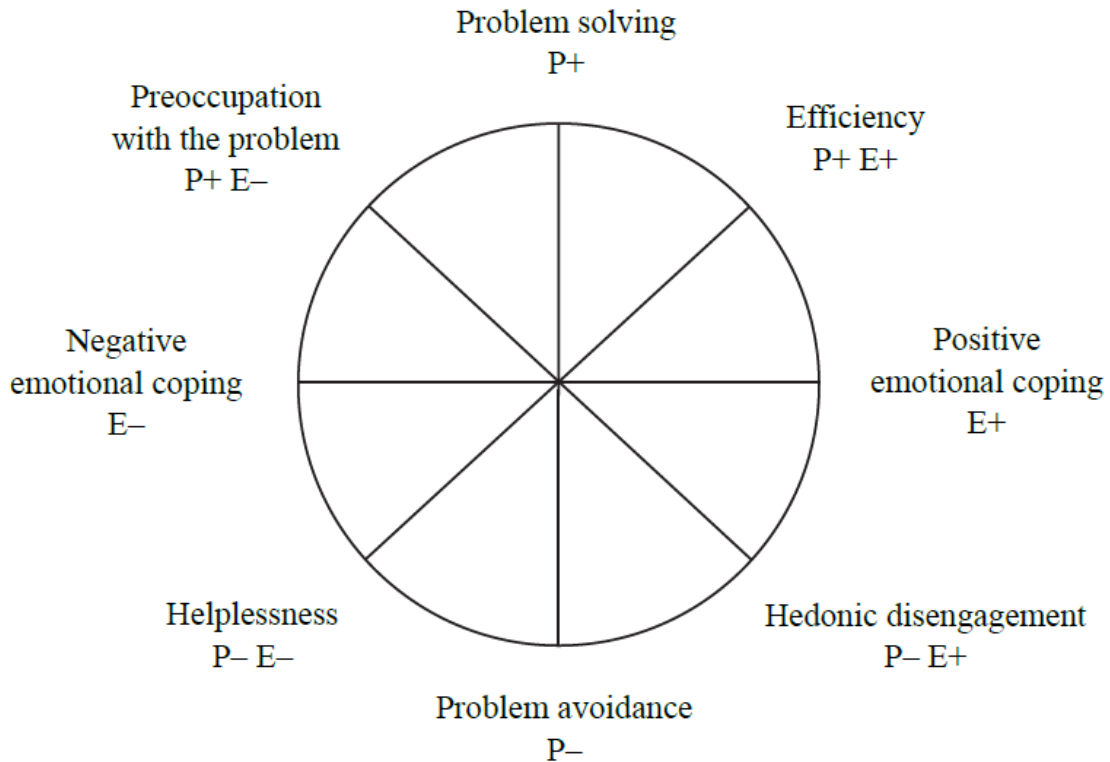 Problem solving
P+
Preoccupation
with the problem
P+ E–
Efficiency
P+ E+
Negative
emotional coping
E–
Positive
emotional coping
E+
Helplessness
P– E–
Hedonic disengagement
P– E+
Problem avoidance
P–